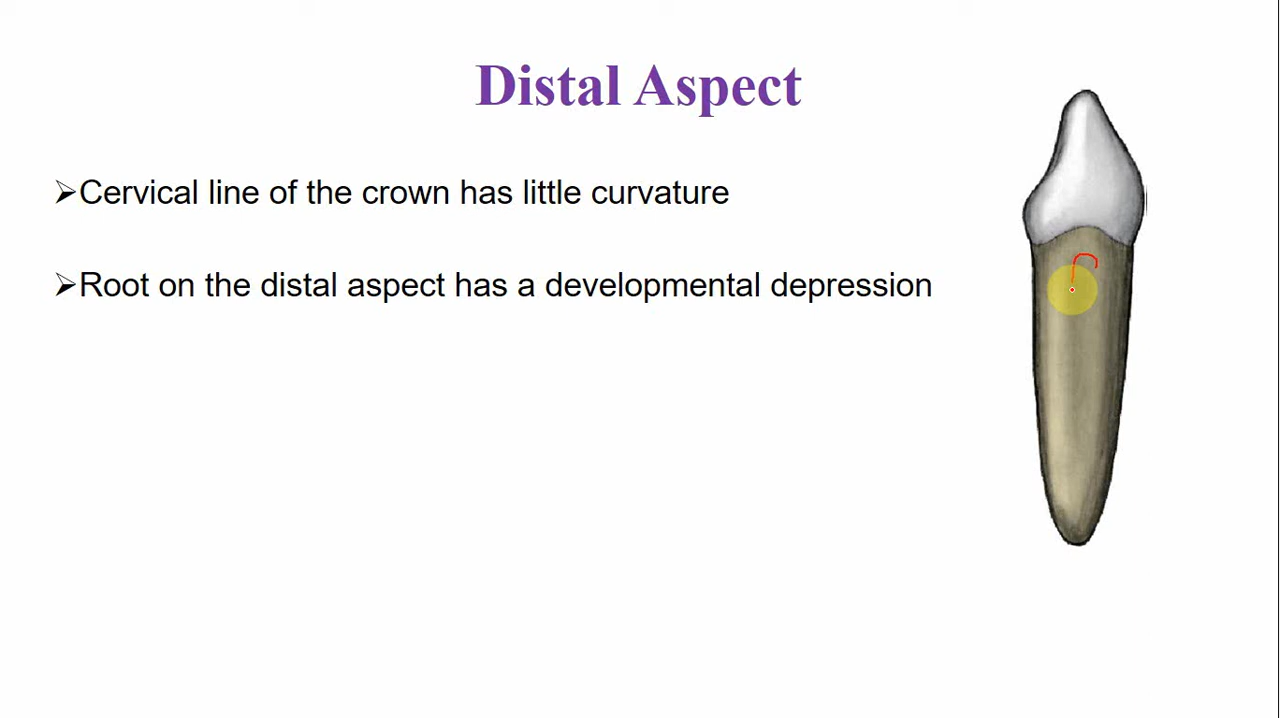 Distal Aspect
➢Cervical line of the crown has little curvature
➢Root on the distal aspect has a developmental depression